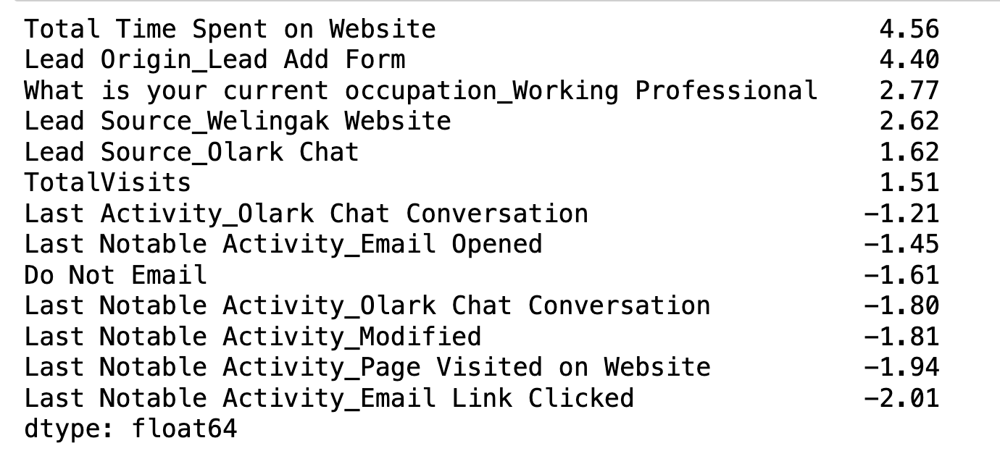 Total Time Spent on Website 4.56
Lead Origin_Lead Add Form 4.40
What is your current occupation_Working Professional 2.77
Lead Source_Welingak Website 2.62
Lead Source_Olark Chat 1.62
TotalVisits 1.51
Last Activity_Olark Chat Conversation -1.21
Last Notable Activity_Email Opened -1.45
Do Not Email -1.61
Last Notable Activity_Olark Chat Conversation -1.80
Last Notable Activity_Modified -1.81
Last Notable Activity_Page Visited on Website -1.94
Last Notable Activity_Email Link Clicked -2.01
dtype: float64